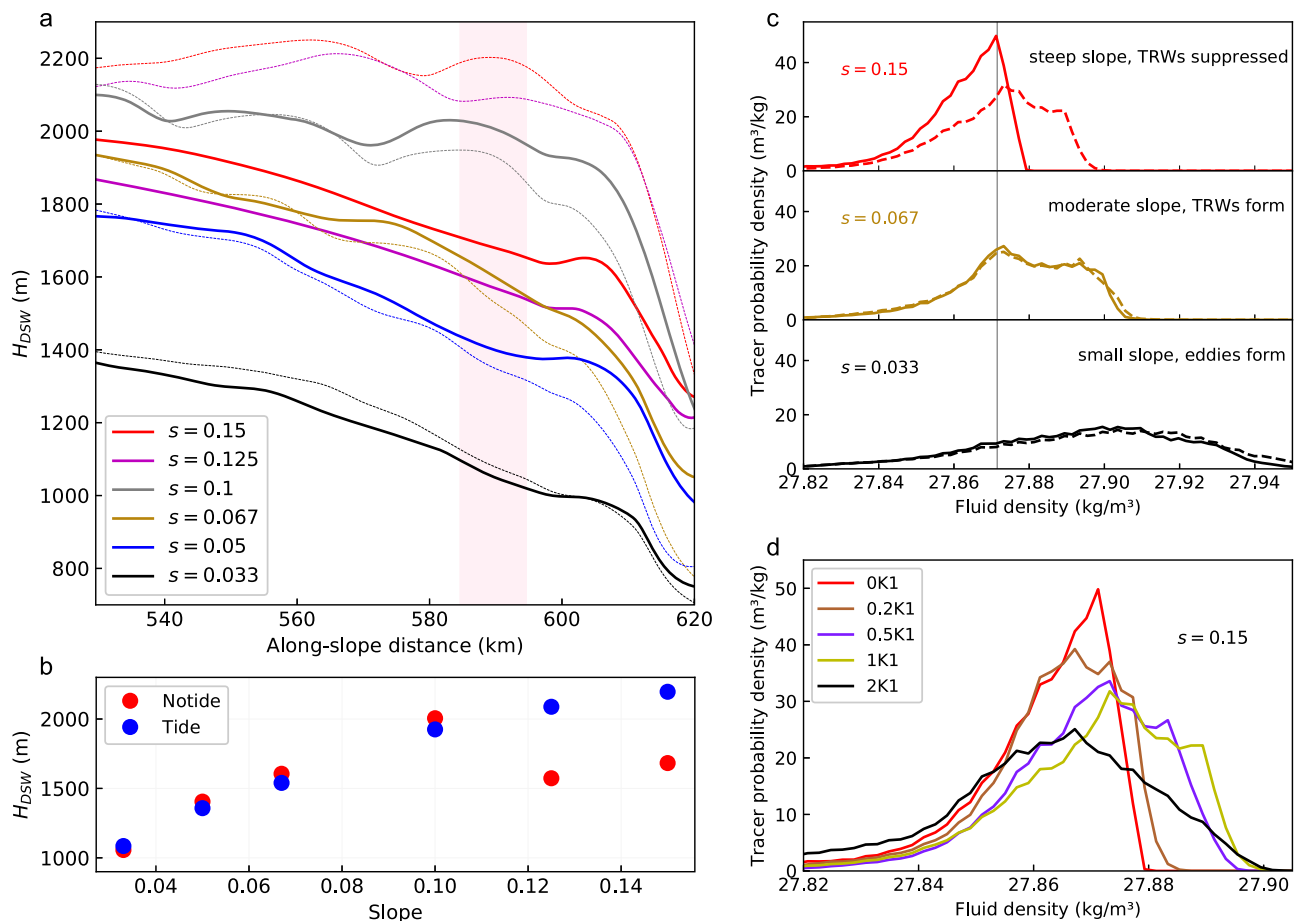 a
2200
2000
1800
1600
1400
1200
1000
800
H_DSW (m)
s = 0.15
s = 0.125
s = 0.1
s = 0.067
s = 0.05
s = 0.033
540 560 580 600 620
Along-slope distance (km)
b
2000
1500
1000
H_DSW (m)
Notide
Tide
0.04 0.06 0.08 0.10 0.12 0.14
Slope
c
Tracer probability density (m³/kg)
40
20
0
s = 0.15
steep slope, TRWs suppressed
40
20
0
s = 0.067
moderate slope, TRWs form
40
20
0
s = 0.033
small slope, eddies form
27.82 27.84 27.86 27.88 27.90 27.92 27.94
Fluid density (kg/m³)
d
Tracer probability density (m³/kg)
50
40
30
20
10
0
0K1
0.2K1
0.5K1
1K1
2K1
s = 0.15
27.82 27.84 27.86 27.88 27.90
Fluid density (kg/m³)